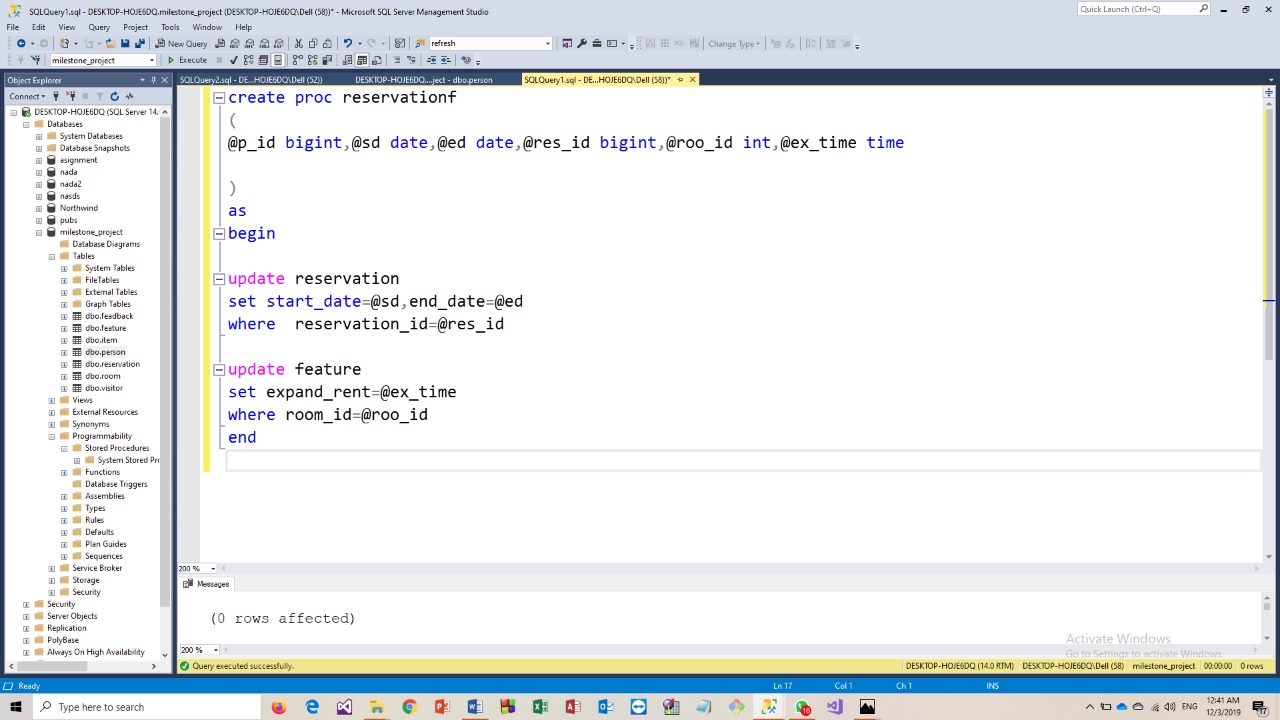 SQLQuery1.sql - DESKTOP-HOJE6DQ.milestone_project (DESKTOP-HOJE6DQ\Dell (58))* - Microsoft SQL Server Management Studio
Quick Launch (Ctrl+Q)
File Edit View Query Project Tools Window Help
New Query
refresh
Change Type
milestone_project
Execute
Object Explorer
SQLQuery2.sql - DE...HOJE6DQ\Dell (52))
DESKTOP-HOJE6DQ....ject - dbo.person
SQLQuery1.sql - DE...HOJE6DQ\Dell (58))*
Connect
DESKTOP-HOJE6DQ (SQL Server 14.
Databases
System Databases
Database Snapshots
asignment
nada
nada2
nasds
Northwind
pubs
milestone_project
Database Diagrams
Tables
System Tables
FileTables
External Tables
Graph Tables
dbo.feadback
dbo.feature
dbo.item
dbo.person
dbo.reservation
dbo.room
dbo.visitor
Views
External Resources
Synonyms
Programmability
Stored Procedures
System Stored Pr
Functions
Database Triggers
Assemblies
Types
Rules
Defaults
Plan Guides
Sequences
Service Broker
Storage
Security
Security
Server Objects
Replication
PolyBase
Always On High Availability
create proc reservationf
(
@p_id bigint,@sd date,@ed date,@res_id bigint,@roo_id int,@ex_time time
)
as
begin
update reservation
set start_date=@sd,end_date=@ed
where  reservation_id=@res_id
update feature
set expand_rent=@ex_time
where room_id=@roo_id
end
200 %
Messages
(0 rows affected)
200 %
Activate Windows
Go to Settings to activate Windows.
Query executed successfully.
DESKTOP-HOJE6DQ (14.0 RTM) DESKTOP-HOJE6DQ\Dell (58) milestone_project 00:00:00 0 rows
Ready
Ln 17 Col 1 Ch 1 INS
Type here to search
16
ENG
12:41 AM
12/3/2019
17